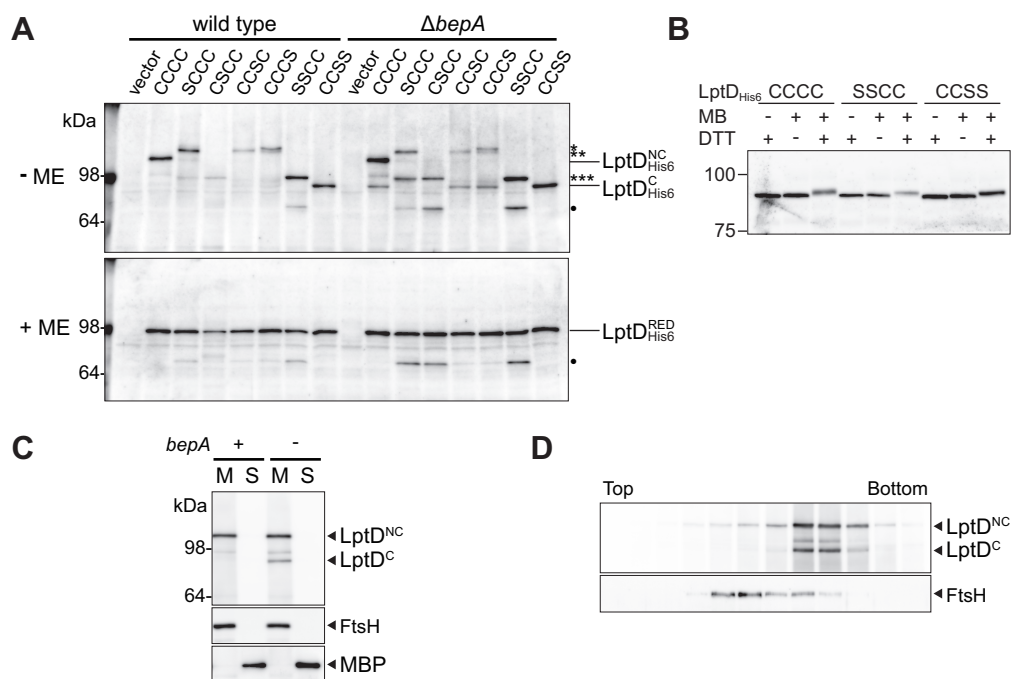 A
wild type
ΔbepA
vector
CCCC
SCCC
CSCC
CCSC
CCCS
SSCC
CCSS
vector
CCCC
SCCC
CSCC
CCSC
CCCS
SSCC
CCSS
kDa
- ME
98-
64-
*
**
LptD NC His6
***
LptD C His6
•
+ ME
98-
64-
LptD RED His6
•
B
LptD His6 CCCC SSCC CCSS
MB - + + - + + - + +
DTT + - + + - + + - +
100
75
C
bepA + -
M S M S
kDa
98-
64-
LptD NC
LptD C
FtsH
MBP
D
Top Bottom
LptD NC
LptD C
FtsH